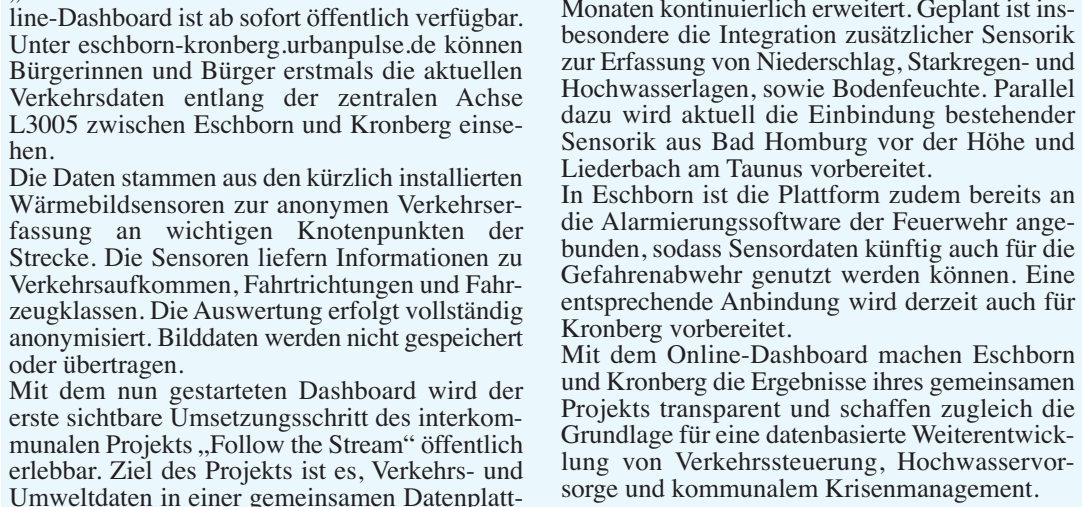 line-Dashboard ist ab sofort öffentlich verfügbar.
Unter eschborn-kronberg.urbanpulse.de können
Bürgerinnen und Bürger erstmals die aktuellen
Verkehrsdaten entlang der zentralen Achse
L3005 zwischen Eschborn und Kronberg einse-
hen.
Die Daten stammen aus den kürzlich installierten
Wärmebildsensoren zur anonymen Verkehrser-
fassung an wichtigen Knotenpunkten der
Strecke. Die Sensoren liefern Informationen zu
Verkehrsaufkommen, Fahrtrichtungen und Fahr-
zeugklassen. Die Auswertung erfolgt vollständig
anonymisiert. Bilddaten werden nicht gespeichert
oder übertragen.
Mit dem nun gestarteten Dashboard wird der
erste sichtbare Umsetzungsschritt des interkom-
munalen Projekts „Follow the Stream“ öffentlich
erlebbar. Ziel des Projekts ist es, Verkehrs- und
Umweltdaten in einer gemeinsamen Datenplatt-
Monaten kontinuierlich erweitert. Geplant ist ins-
besondere die Integration zusätzlicher Sensorik
zur Erfassung von Niederschlag, Starkregen- und
Hochwasserlagen, sowie Bodenfeuchte. Parallel
dazu wird aktuell die Einbindung bestehender
Sensorik aus Bad Homburg vor der Höhe und
Liederbach am Taunus vorbereitet.
In Eschborn ist die Plattform zudem bereits an
die Alarmierungssoftware der Feuerwehr ange-
bunden, sodass Sensordaten künftig auch für die
Gefahrenabwehr genutzt werden können. Eine
entsprechende Anbindung wird derzeit auch für
Kronberg vorbereitet.
Mit dem Online-Dashboard machen Eschborn
und Kronberg die Ergebnisse ihres gemeinsamen
Projekts transparent und schaffen zugleich die
Grundlage für eine datenbasierte Weiterentwick-
lung von Verkehrssteuerung, Hochwasservor-
sorge und kommunalem Krisenmanagement.